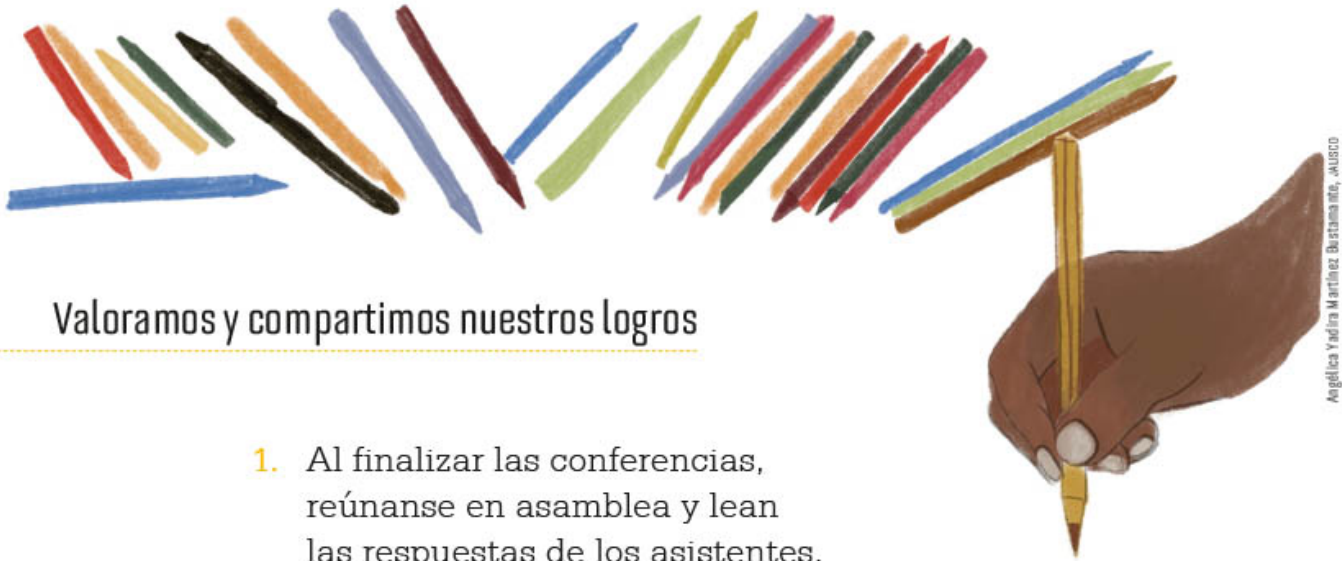 Angélica Yadira Martínez Bustamante, JALISCO
Valoramos y compartimos nuestros logros
1. Al finalizar las conferencias,
reúnanse en asamblea y lean
las respuestas de los asistentes.